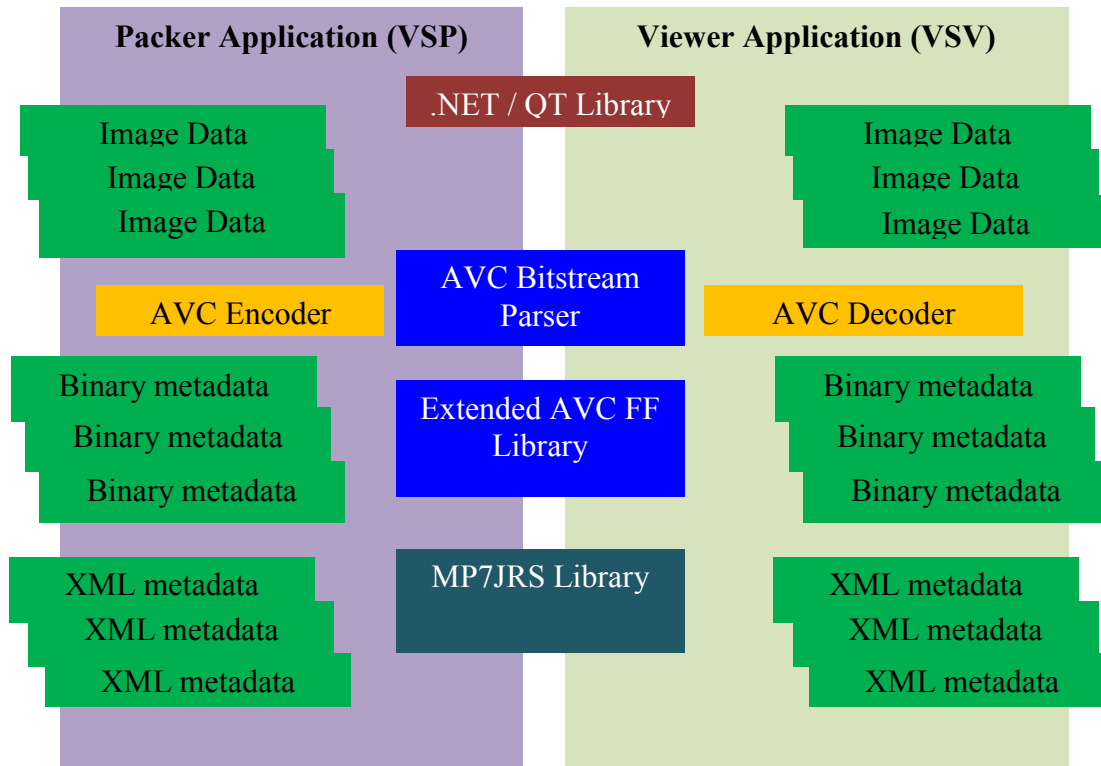 Packer Application (VSP)
Viewer Application (VSV)
.NET / QT Library
Image Data
Image Data
Image Data
Image Data
Image Data
Image Data
AVC Bitstream
Parser
AVC Encoder
AVC Decoder
Binary metadata
Binary metadata
Binary metadata
Extended AVC FF
Library
Binary metadata
Binary metadata
Binary metadata
MP7JRS Library
XML metadata
XML metadata
XML metadata
XML metadata
XML metadata
XML metadata